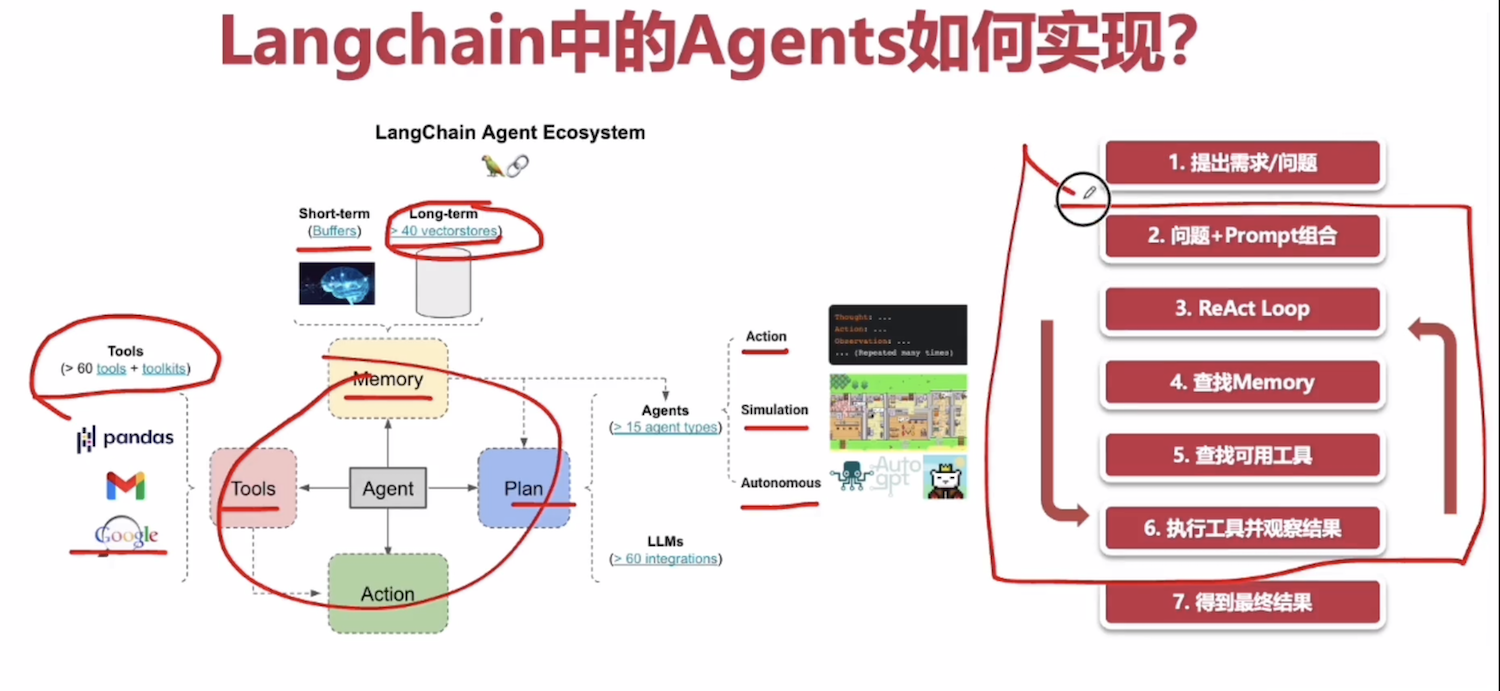 Langchain中的Agents如何实现?
LangChain Agent Ecosystem
Short-term
(Buffers)
Long-term
> 40 vectorstores)
Tools
(> 60 tools + toolkits)
pandas
Google
Memory
Tools
Agent
Plan
Action
Agents
(> 15 agent types)
LLMs
(> 60 integrations)
Action
Simulation
Autonomous
Thought: ...
Action: ...
Observation: ...
... (Repeated many times)
Auto
gpt
1. 提出需求/问题
2. 问题+Prompt组合
3. ReAct Loop
4. 查找Memory
5. 查找可用工具
6. 执行工具并观察结果
7. 得到最终结果